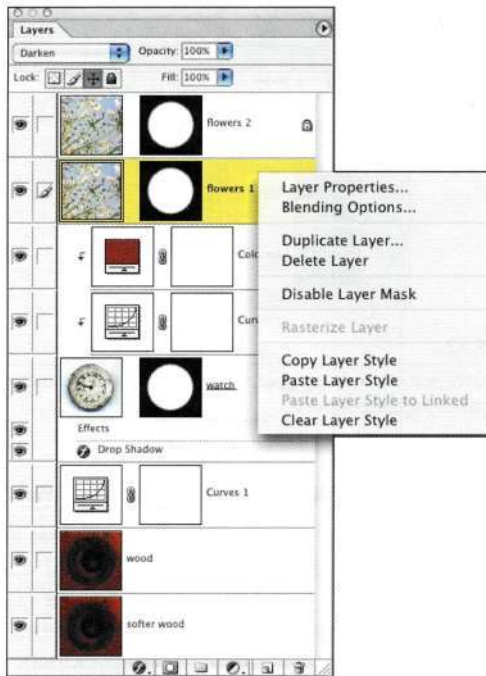 Layers
Darken Opacity: 100%
Lock: Fill: 100%
flowers 2
flowers 1
Layer Properties...
Blending Options...
Duplicate Layer...
Delete Layer
Disable Layer Mask
Rasterize Layer
Copy Layer Style
Paste Layer Style
Paste Layer Style to Linked
Clear Layer Style
Colo
Cur
watch
Effects
Drop Shadow
Curves 1
wood
softer wood